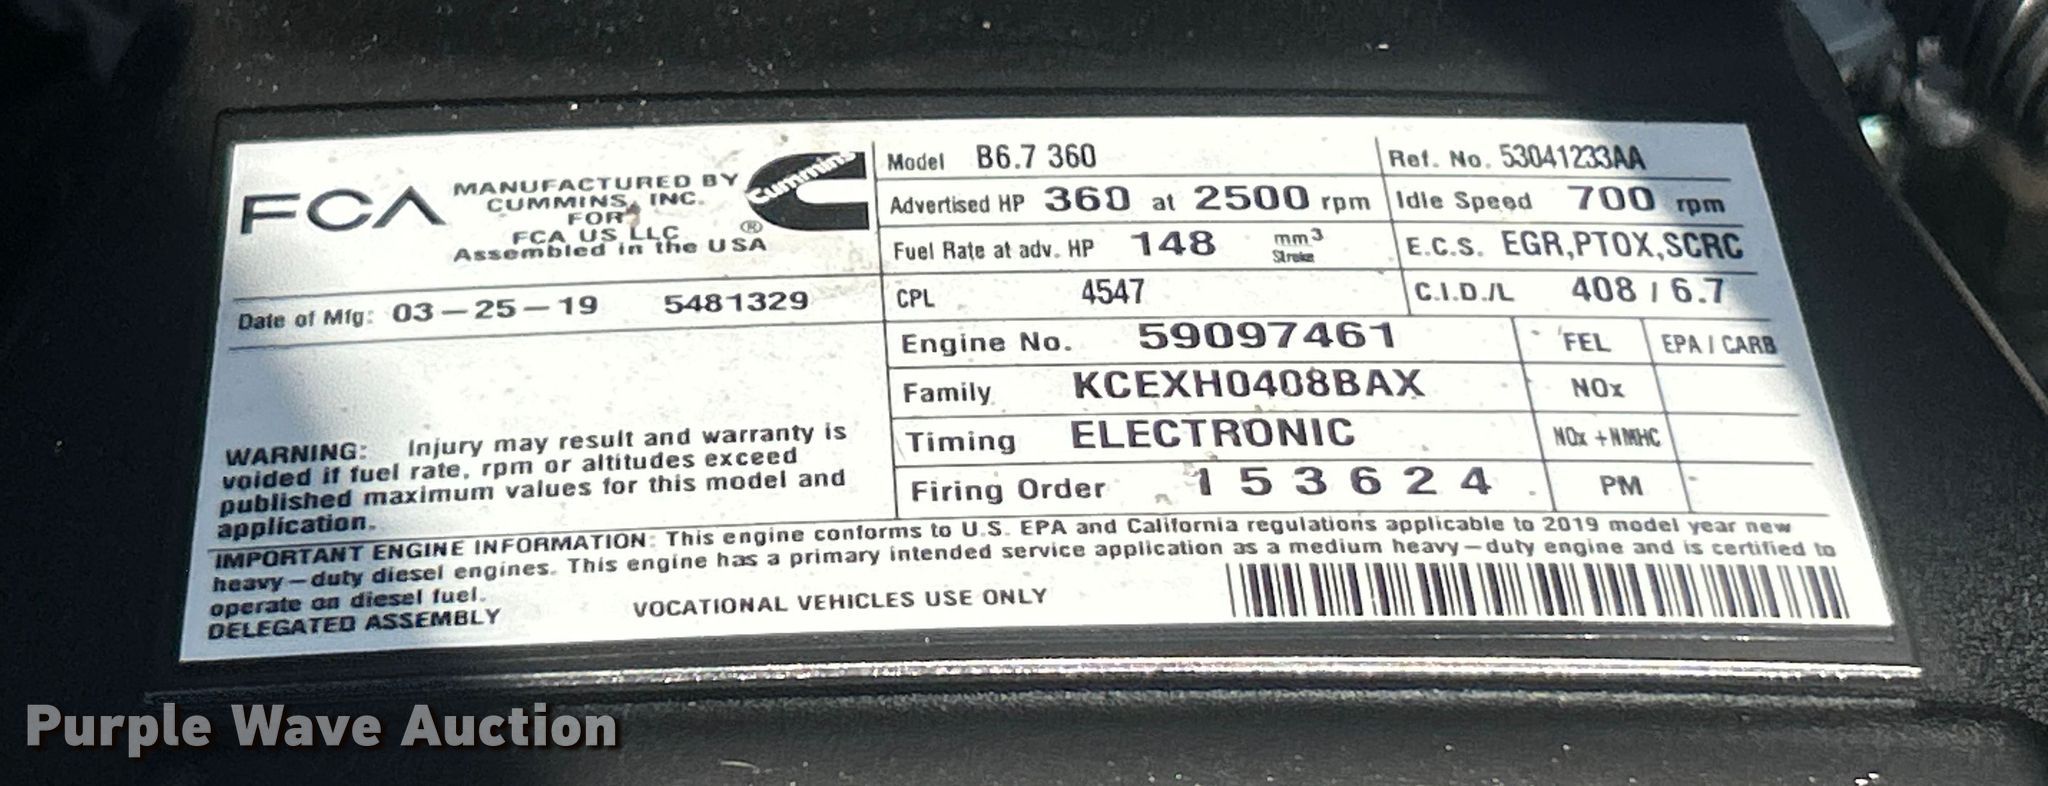 FCA
MANUFACTURED BY
CUMMINS, INC.
FOR
FCA US LLC
Assembled in the USA
Cummins
®
Date of Mfg: 03-25-19 5481329
WARNING: Injury may result and warranty is
voided if fuel rate, rpm or altitudes exceed
published maximum values for this model and
application.
Model B6.7 360
Ref. No. 53041233AA
Advertised HP 360 at 2500 rpm
Idle Speed 700 rpm
Fuel Rate at adv. HP 148 mm3 Stroke
E.C.S. EGR,PTOX,SCRC
CPL 4547
C.I.D./L 408 / 6.7
Engine No. 59097461
FEL EPA / CARB
Family KCEXH0408BAX
NOx
Timing ELECTRONIC
NOx +NMHC
Firing Order 1 5 3 6 2 4
PM
IMPORTANT ENGINE INFORMATION: This engine conforms to U.S. EPA and California regulations applicable to 2019 model year new
heavy-duty diesel engines. This engine has a primary intended service application as a medium heavy-duty engine and is certified to
operate on diesel fuel.
DELEGATED ASSEMBLY VOCATIONAL VEHICLES USE ONLY
Purple Wave Auction